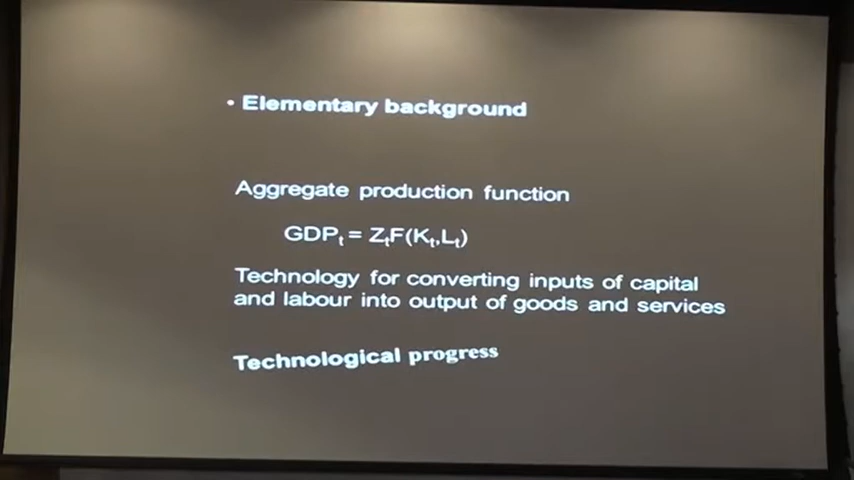 • Elementary background
Aggregate production function
GDPₜ = ZₜF(Kₜ,Lₜ)
Technology for converting inputs of capital
and labour into output of goods and services
Technological progress